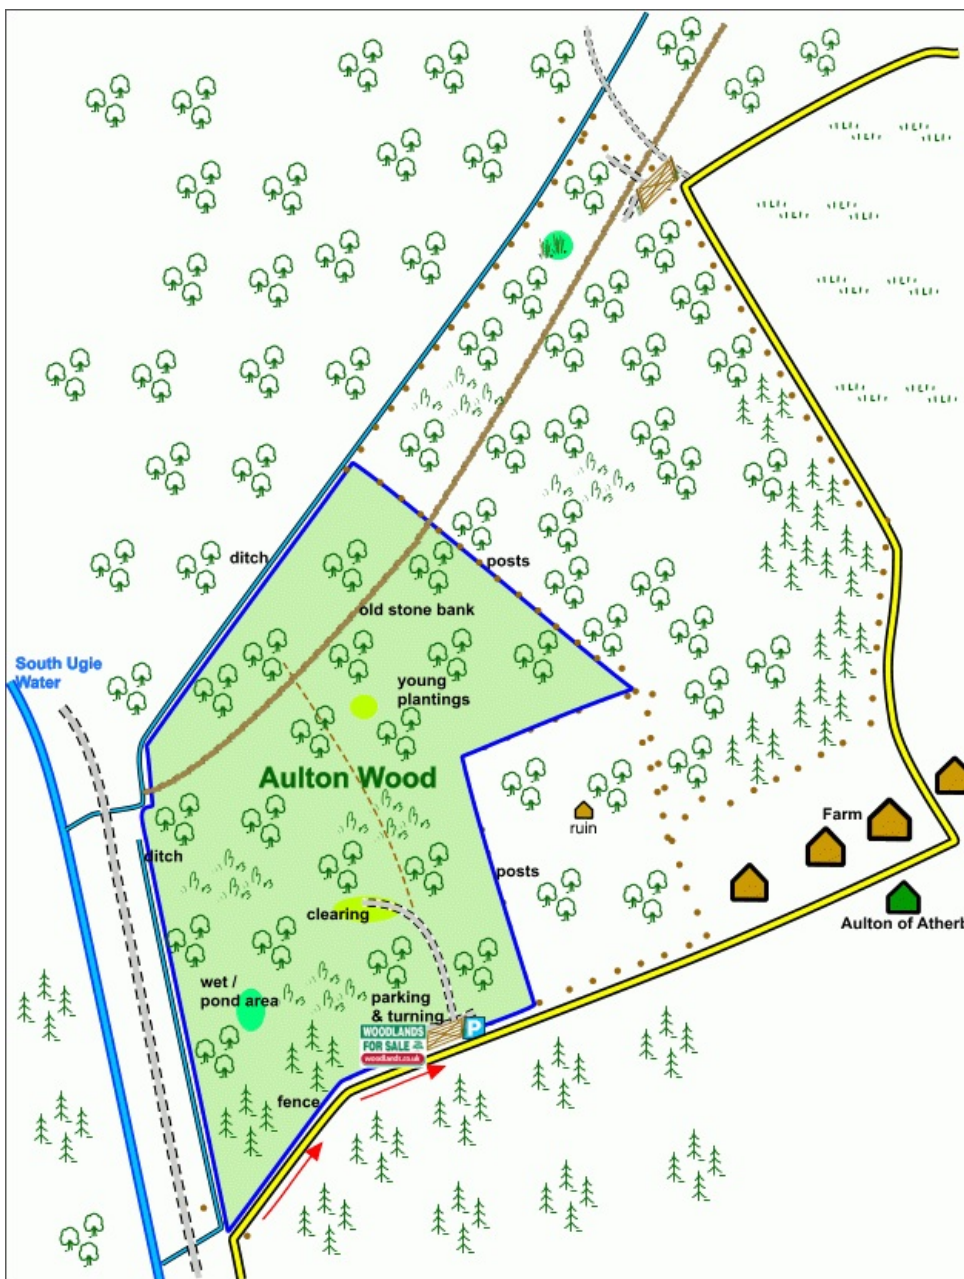 ditch
posts
old stone bank
South Ugie
Water
young
plantings
Aulton Wood
ruin
Farm
ditch
posts
clearing
Aulton of Atherb
wet /
pond area
parking
& turning
P
WOODLANDS
FOR SALE
woodlands.co.uk
fence